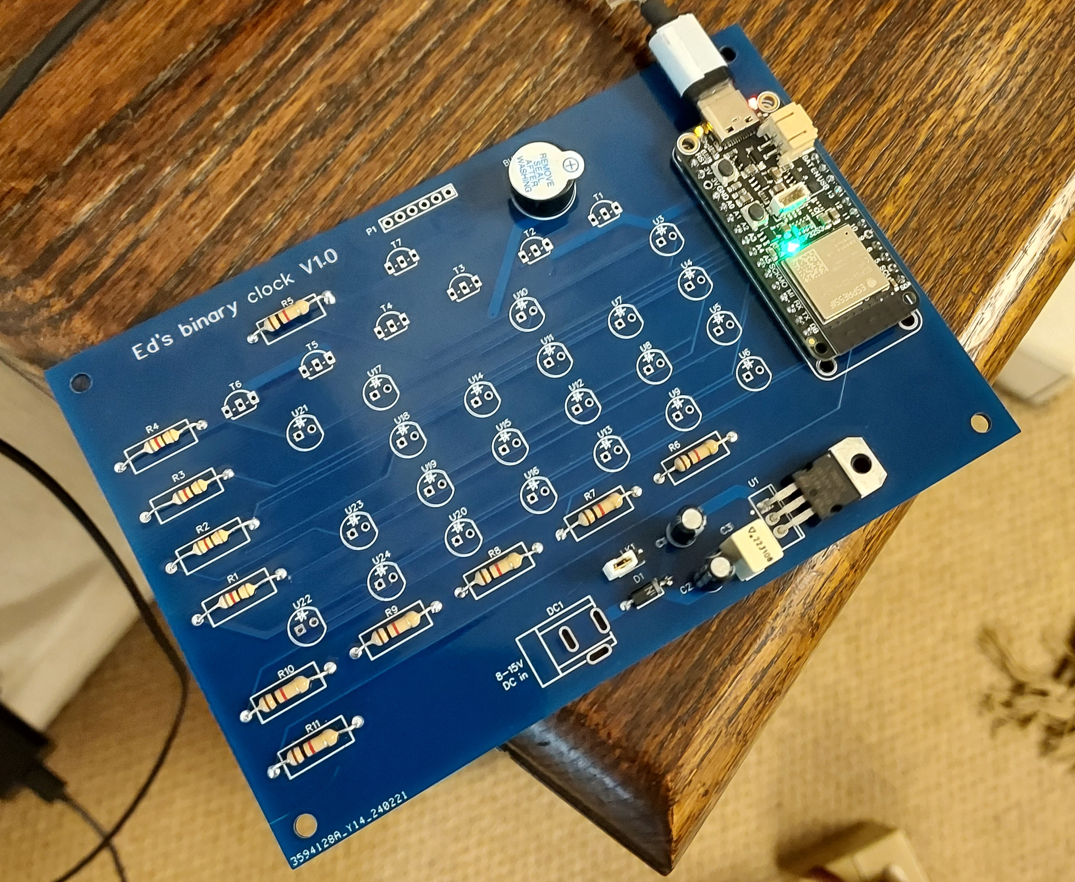 REMOVE
SEAL
AFTER
WASHING
P1
T1
T7
T2
U3
T3
U4
Ed's binary clock V1.0
R5
T4
U10
U7
U5
T5
U11
U8
U6
T6
U17
U14
U12
U9
R4
U21
U18
U15
U13
R6
R3
U19
U16
R7
U1
R2
U23
U20
C3
R1
U24
R8
D1
C2
U22
R9
DC1
8-15V
DC in
R10
R11
ESPRESSIF
3594128A_Y14_240221